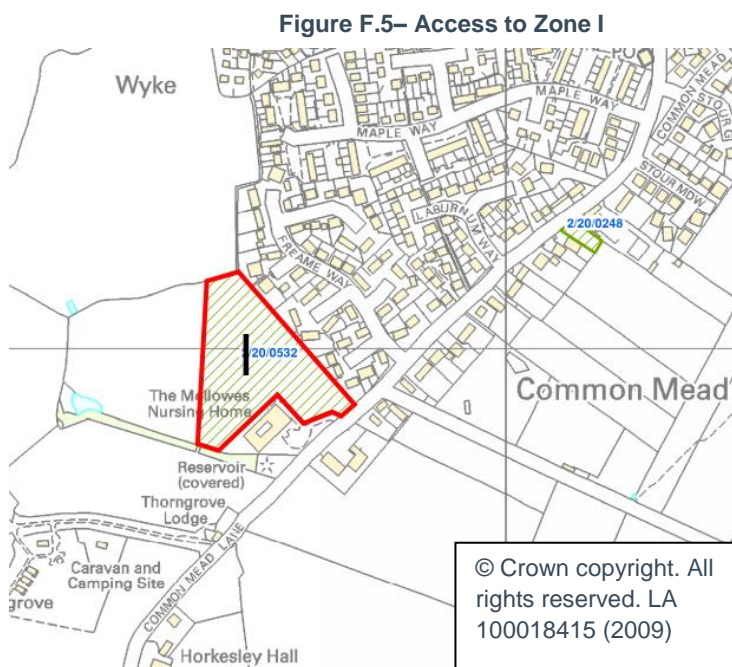 Figure F.5– Access to Zone I
Wyke
PO
COMMON MEAD
STOUR G
MAPLE WAY
MAPLE WAY
STOUR MDW
LABURNUM WAY
2/20/0248
FREAME WAY
I
2/20/0532
The Mellowes
Nursing Home
Common Mead
Reservoir
(covered)
Thorngrove
Lodge
Caravan and
Camping Site
grove
COMMON MEAD LANE
Horkesley Hall
© Crown copyright. All
rights reserved. LA
100018415 (2009)